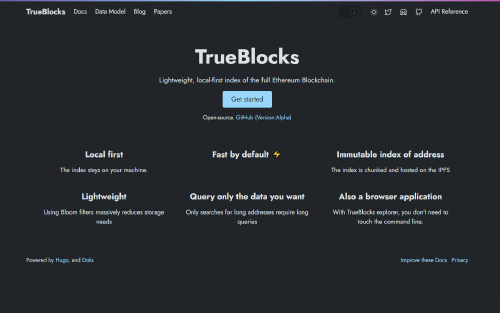 TrueBlocks Docs Data Model Blog Papers API Reference
TrueBlocks
Lightweight, local-first index of the full Ethereum Blockchain.
Get started
Open-source. GitHub (Version:Alpha)
Local first
The index stays on your machine.
Fast by default ⚡
Immutable index of address
The index is chunked and hosted on the IPFS
Lightweight
Using Bloom filters massively reduces storage
needs
Query only the data you want
Only searches for long addresses require long
queries
Also a browser application
With TrueBlocks explorer, you don't need to
touch the command line.
Powered by Hugo, and Doks
Improve these Docs Privacy